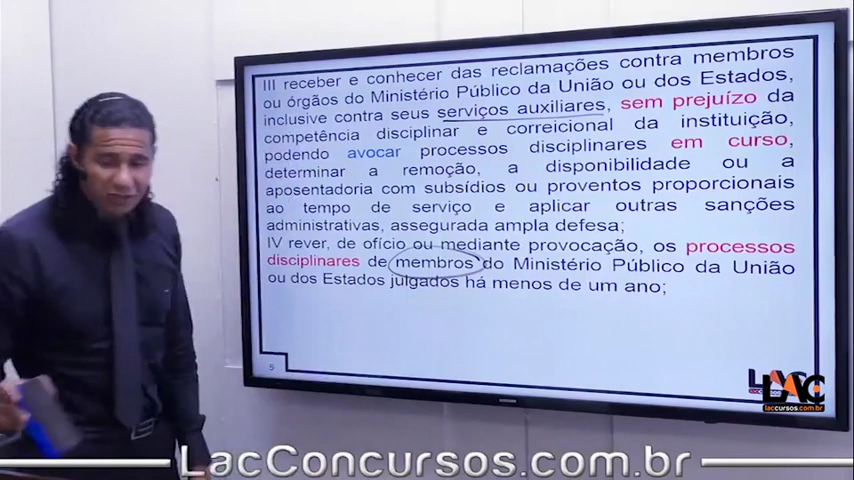 III receber e conhecer das reclamações contra membros
ou órgãos do Ministério Público da União ou dos Estados,
inclusive contra seus serviços auxiliares, sem prejuízo da
competência disciplinar e correicional da instituição,
podendo avocar processos disciplinares em curso,
determinar a remoção, a disponibilidade ou a
aposentadoria com subsídios ou proventos proporcionais
ao tempo de serviço e aplicar outras sanções
administrativas, assegurada ampla defesa;
IV rever, de ofício ou mediante provocação, os processos
disciplinares de membros do Ministério Público da União
ou dos Estados julgados há menos de um ano;
5
LAC
laccursos.com.br
LacConcursos.com.br